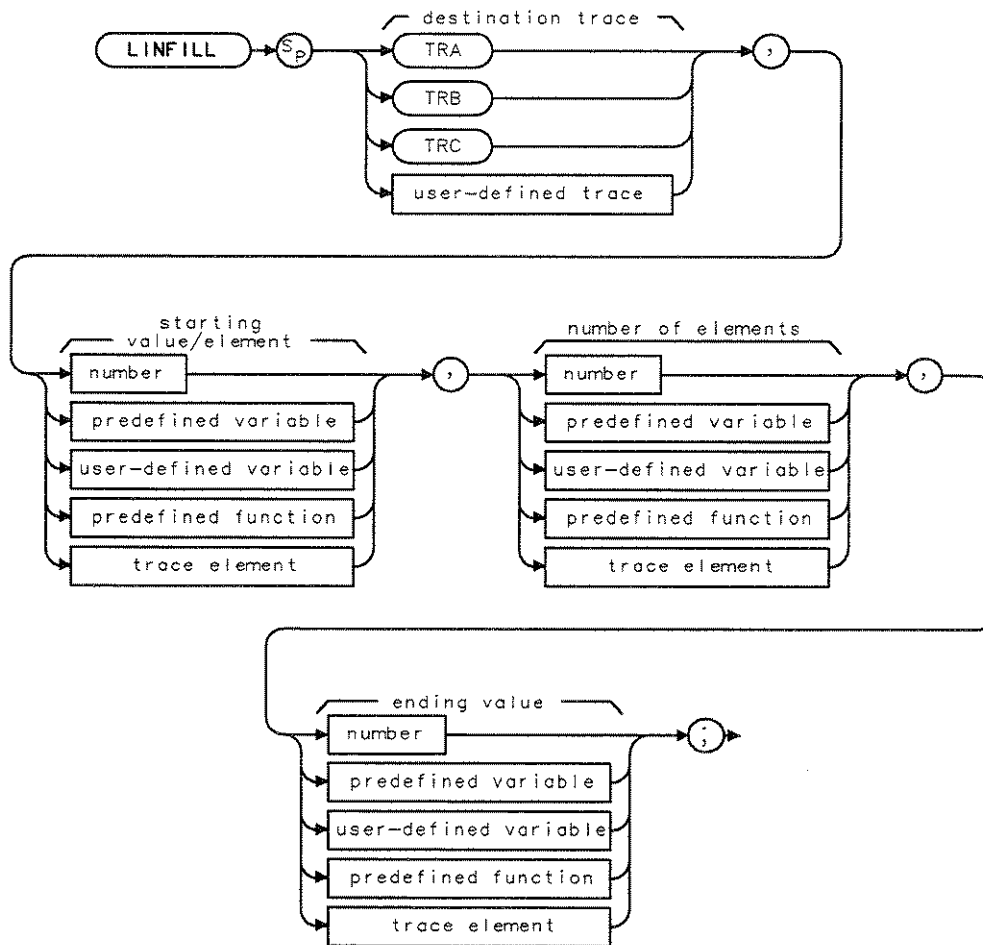 destination trace
LINFILL SP TRA ,
TRB
TRC
user-defined trace
starting
value/element
number ,
predefined variable
user-defined variable
predefined function
trace element
number of elements
number ,
predefined variable
user-defined variable
predefined function
trace element
ending value
number ;
predefined variable
user-defined variable
predefined function
trace element